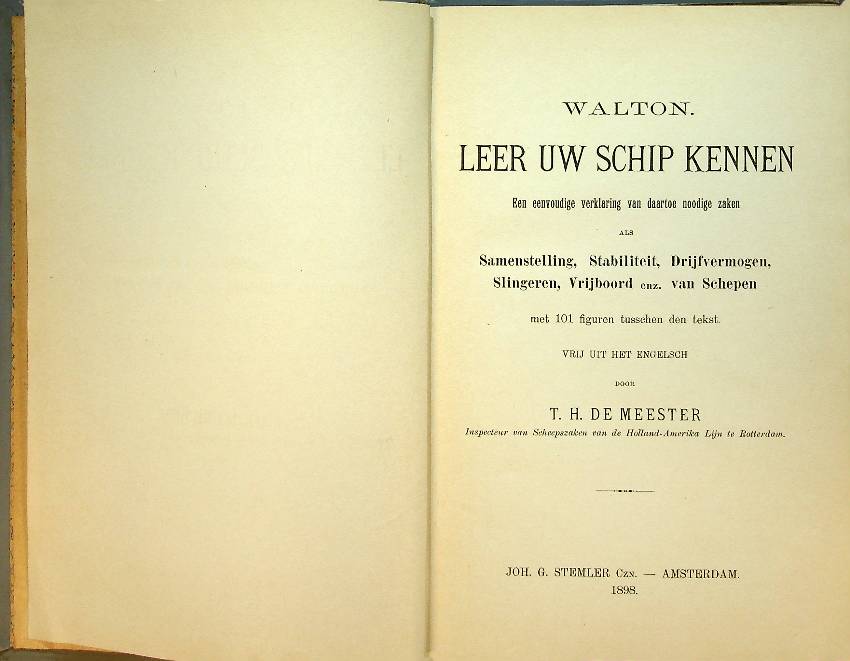 WALTON.
LEER UW SCHIP KENNEN
Een eenvoudige verklaring van daartoe noodige zaken
ALS
Samenstelling, Stabiliteit, Drijfvermogen,
Slingeren, Vrijboord enz. van Schepen
met 101 figuren tusschen den tekst.
VRIJ UIT HET ENGELSCH
DOOR
T. H. DE MEESTER
Inspecteur van Scheepszaken van de Holland-Amerika Lijn te Rotterdam.
JOH. G. STEMLER Czn. — AMSTERDAM.
1898.